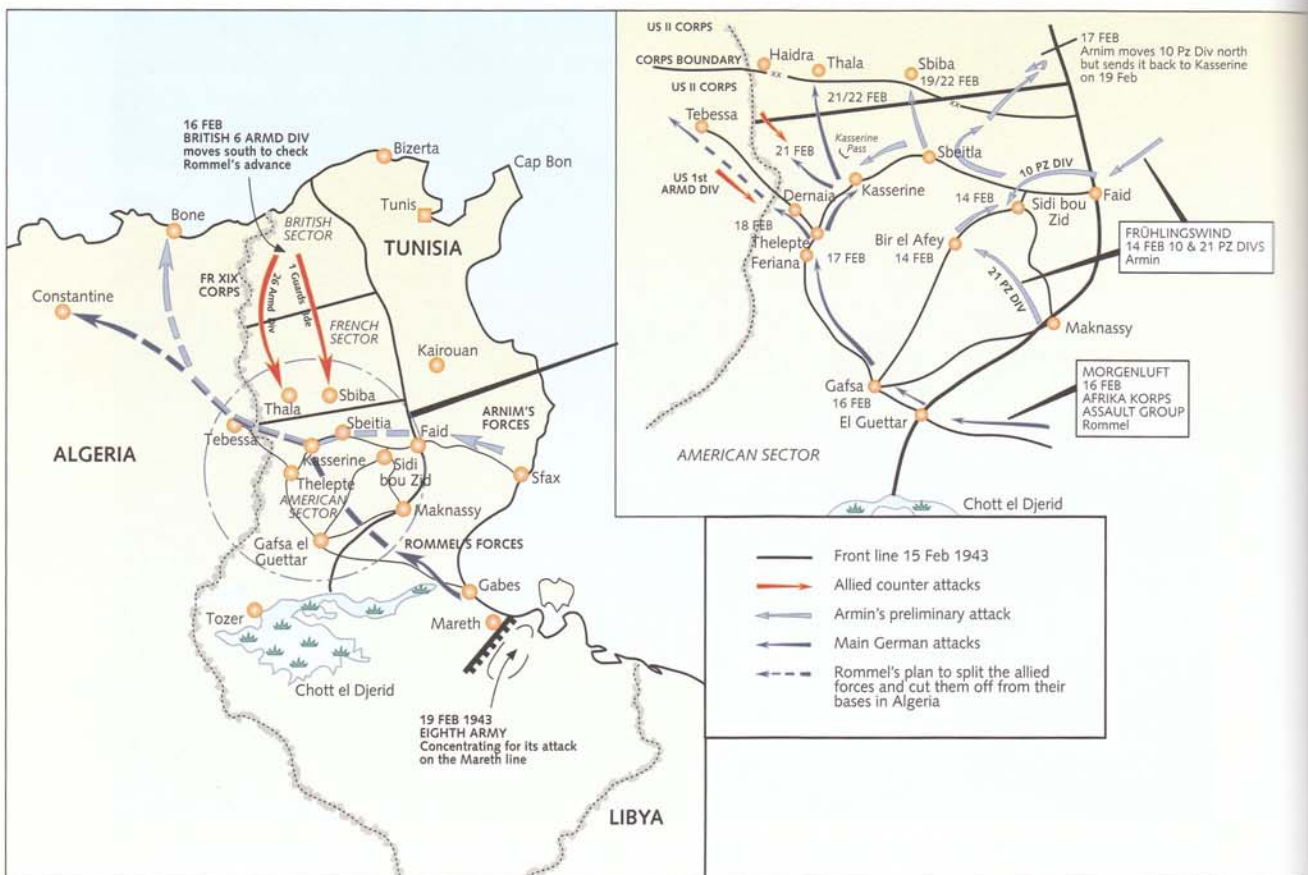 16 FEB
BRITISH 6 ARMD DIV
moves south to check
Rommel's advance
Bizerta
Cap Bon
Tunis
Bone
BRITISH
SECTOR
TUNISIA
FR XIX
CORPS
26 Armd Div
1 Guards Bde
Constantine
FRENCH
SECTOR
Kairouan
Thala
Sbiba
ARNIM'S
FORCES
Tebessa
Sbeitia
Faid
ALGERIA
Kasserine
Sidi
bou Zid
Sfax
Thelepte
AMERICAN
SECTOR
Maknassy
Gafsa el
Guettar
ROMMEL'S FORCES
Gabes
Tozer
Mareth
Chott el Djerid
19 FEB 1943
EIGHTH ARMY
Concentrating for its attack
on the Mareth line
LIBYA
US II CORPS
CORPS BOUNDARY
Haidra
xx
Thala
Sbiba
19/22 FEB
17 FEB
Arnim moves 10 Pz Div north
but sends it back to Kasserine
on 19 Feb
US II CORPS
21/22 FEB
xx
Tebessa
21 FEB
Kasserine
Pass
Sbeitla
US 1st
ARMD DIV
Dernaia
Kasserine
10 PZ DIV
14 FEB
Faid
Sidi bou
Zid
18 FEB
Thelepte
Feriana
17 FEB
Bir el Afey
14 FEB
FRÜHLINGSWIND
14 FEB 10 & 21 PZ DIVS
Armin
21 PZ DIV
Maknassy
Gafsa
16 FEB
El Guettar
MORGENLUFT
16 FEB
AFRIKA KORPS
ASSAULT GROUP
Rommel
AMERICAN SECTOR
Chott el Djerid
Front line 15 Feb 1943
Allied counter attacks
Armin's preliminary attack
Main German attacks
Rommel's plan to split the allied
forces and cut them off from their
bases in Algeria